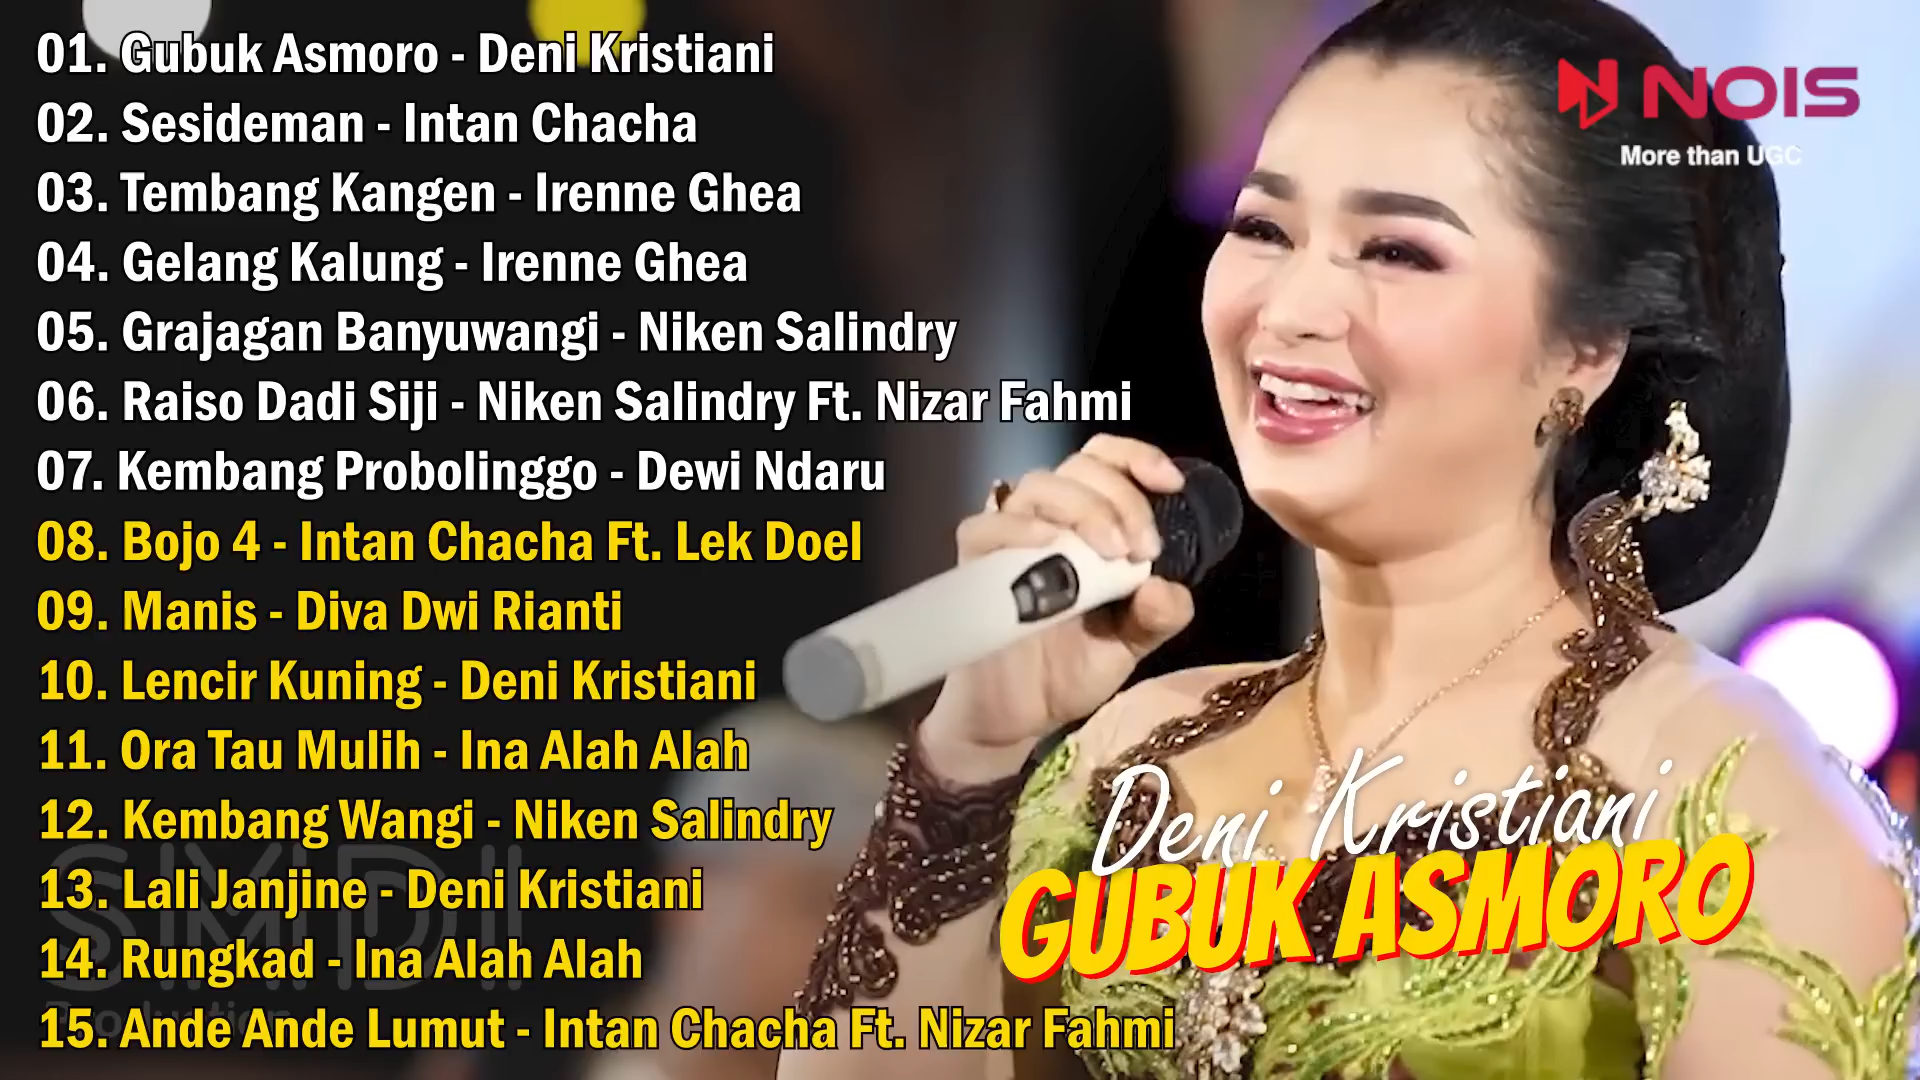 01. Gubuk Asmoro - Deni Kristiani
02. Sesideman - Intan Chacha
03. Tembang Kangen - Irenne Ghea
04. Gelang Kalung - Irenne Ghea
05. Grajagan Banyuwangi - Niken Salindry
06. Raiso Dadi Siji - Niken Salindry Ft. Nizar Fahmi
07. Kembang Probolinggo - Dewi Ndaru
08. Bojo 4 - Intan Chacha Ft. Lek Doel
09. Manis - Diva Dwi Rianti
10. Lencir Kuning - Deni Kristiani
11. Ora Tau Mulih - Ina Alah Alah
12. Kembang Wangi - Niken Salindry
13. Lali Janjine - Deni Kristiani
14. Rungkad - Ina Alah Alah
15. Ande Ande Lumut - Intan Chacha Ft. Nizar Fahmi
NOIS
More than UGC
Deni Kristiani
GUBUK ASMORO
SMDI
Production